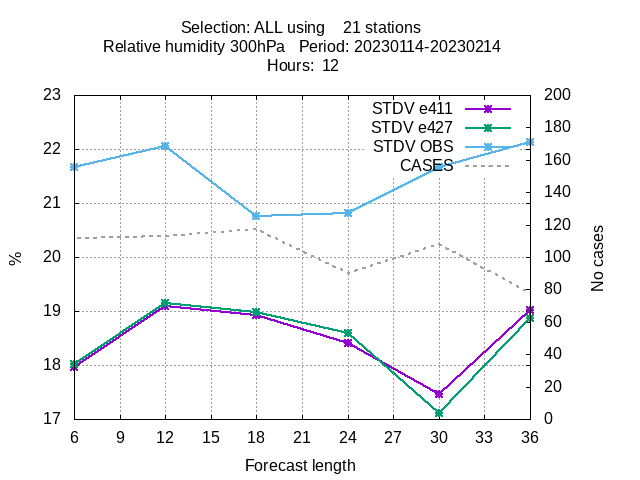 Selection: ALL using    21 stations
Relative humidity 300hPa   Period: 20230114-20230214
Hours:  12
23
22
21
20
19
18
17
%
200
180
160
140
120
100
80
60
40
20
0
No cases
STDV e411
STDV e427
STDV OBS
CASES
6 9 12 15 18 21 24 27 30 33 36
Forecast length